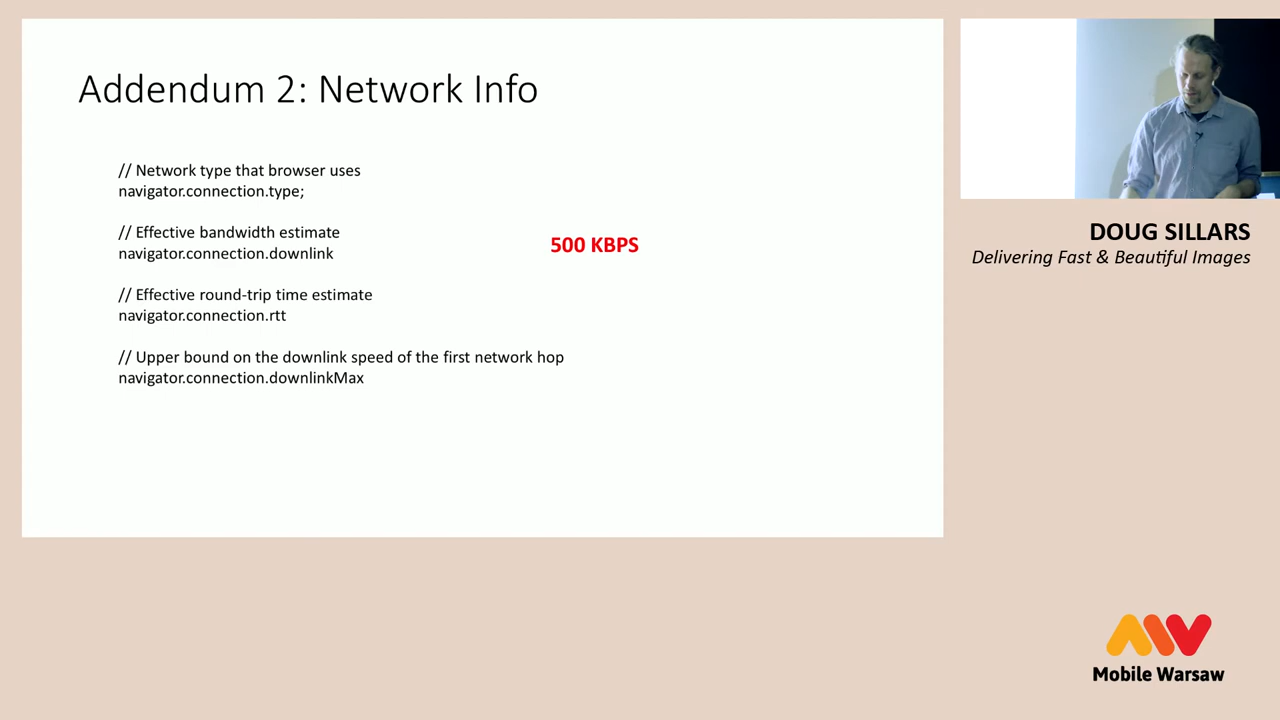 Addendum 2: Network Info
// Network type that browser uses
navigator.connection.type;
// Effective bandwidth estimate
navigator.connection.downlink
500 KBPS
// Effective round-trip time estimate
navigator.connection.rtt
// Upper bound on the downlink speed of the first network hop
navigator.connection.downlinkMax
DOUG SILLARS
Delivering Fast & Beautiful Images
Mobile Warsaw